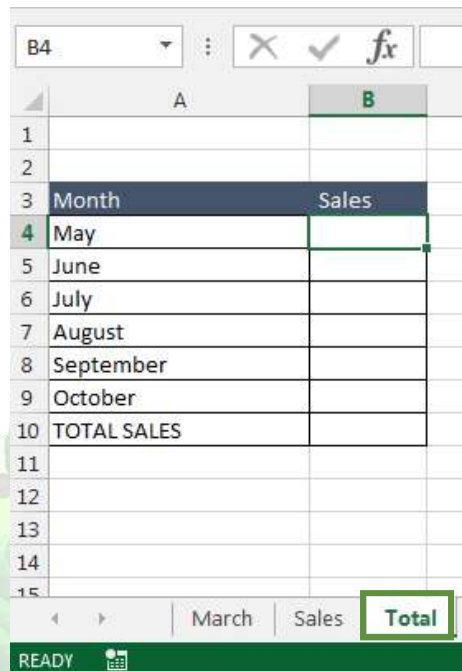 B4 fx
A B
1
2
3 Month Sales
4 May
5 June
6 July
7 August
8 September
9 October
10 TOTAL SALES
11
12
13
14
15
March Sales Total
READY